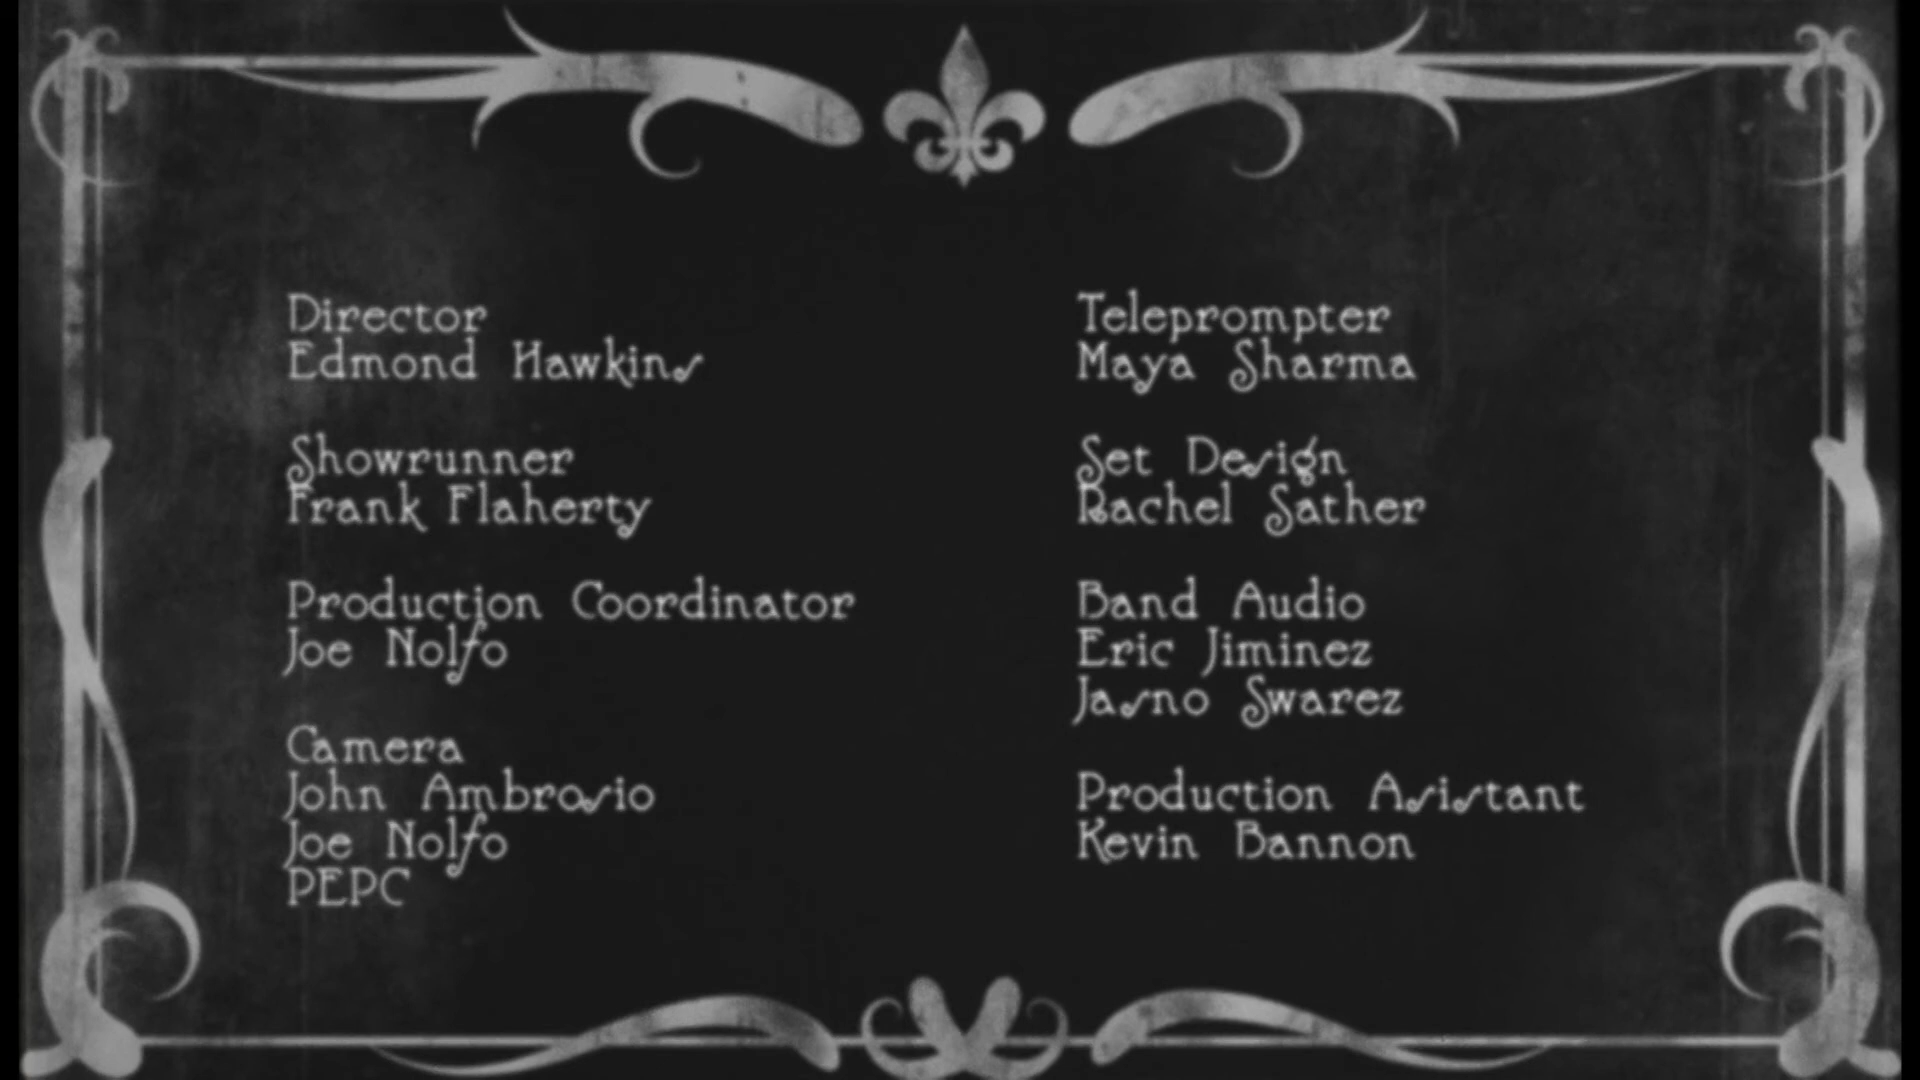 Director
Edmond Hawkins
Showrunner
Frank Flaherty
Production Coordinator
Joe Nolfo
Camera
John Ambrosio
Joe Nolfo
PEPC
Teleprompter
Maya Sharma
Set Design
Rachel Sather
Band Audio
Eric Jiminez
Jasno Swarez
Production Asistant
Kevin Bannon